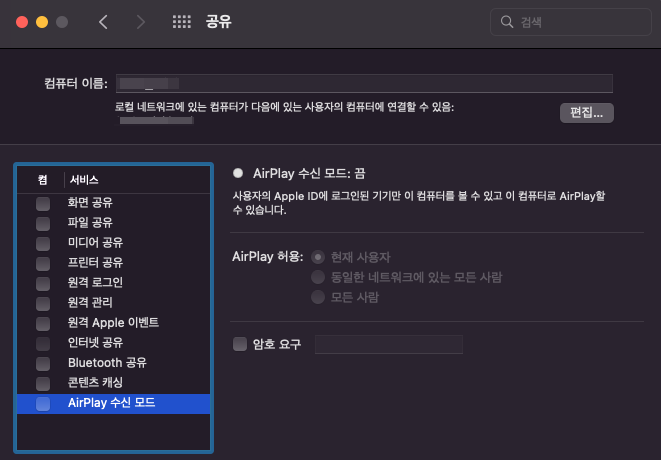 공유
검색
컴퓨터 이름:
로컬 네트워크에 있는 컴퓨터가 다음에 있는 사용자의 컴퓨터에 연결할 수 있음:
편집...
켬 서비스
화면 공유
파일 공유
미디어 공유
프린터 공유
원격 로그인
원격 관리
원격 Apple 이벤트
인터넷 공유
Bluetooth 공유
콘텐츠 캐싱
AirPlay 수신 모드
AirPlay 수신 모드: 끔
사용자의 Apple ID에 로그인된 기기만 이 컴퓨터를 볼 수 있고 이 컴퓨터로 AirPlay할
수 있습니다.
AirPlay 허용: 현재 사용자
동일한 네트워크에 있는 모든 사람
모든 사람
암호 요구